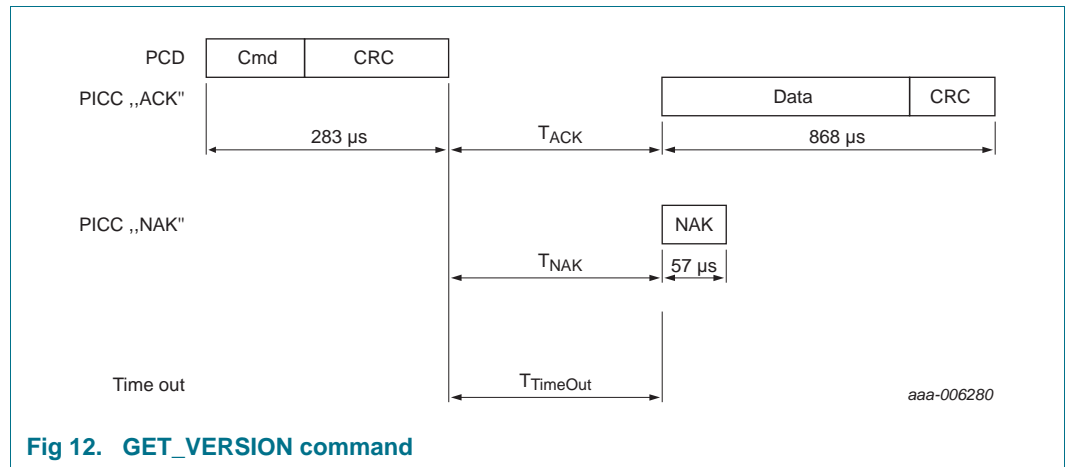 PCD Cmd CRC
PICC ,,ACK" Data CRC
283 µs TACK 868 µs
PICC ,,NAK" NAK
TNAK 57 µs
Time out TTimeOut aaa-006280
Fig 12. GET_VERSION command